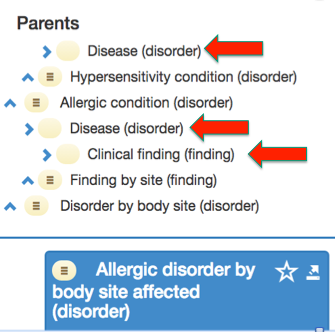 Parents
Disease (disorder)
Hypersensitivity condition (disorder)
Allergic condition (disorder)
Disease (disorder)
Clinical finding (finding)
Finding by site (finding)
Disorder by body site (disorder)
Allergic disorder by
body site affected
(disorder)